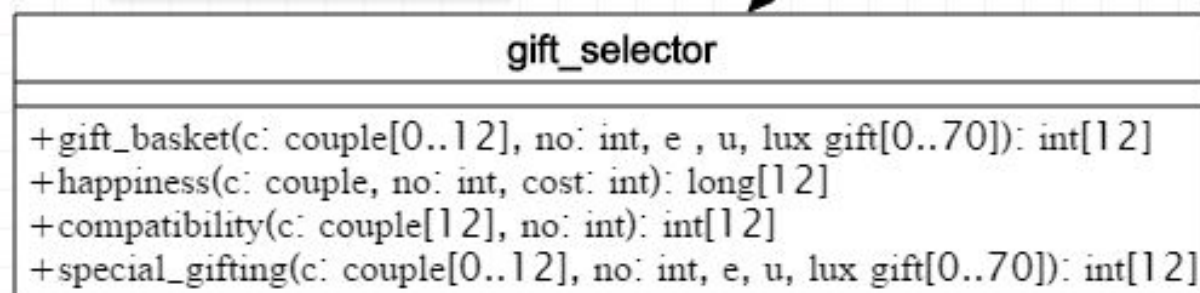 gift_selector
+gift_basket(c: couple[0..12], no: int, e , u, lux gift[0..70]): int[12]
+happiness(c: couple, no: int, cost: int): long[12]
+compatibility(c: couple[12], no: int): int[12]
+special_gifting(c: couple[0..12], no: int, e, u, lux gift[0..70]): int[12]